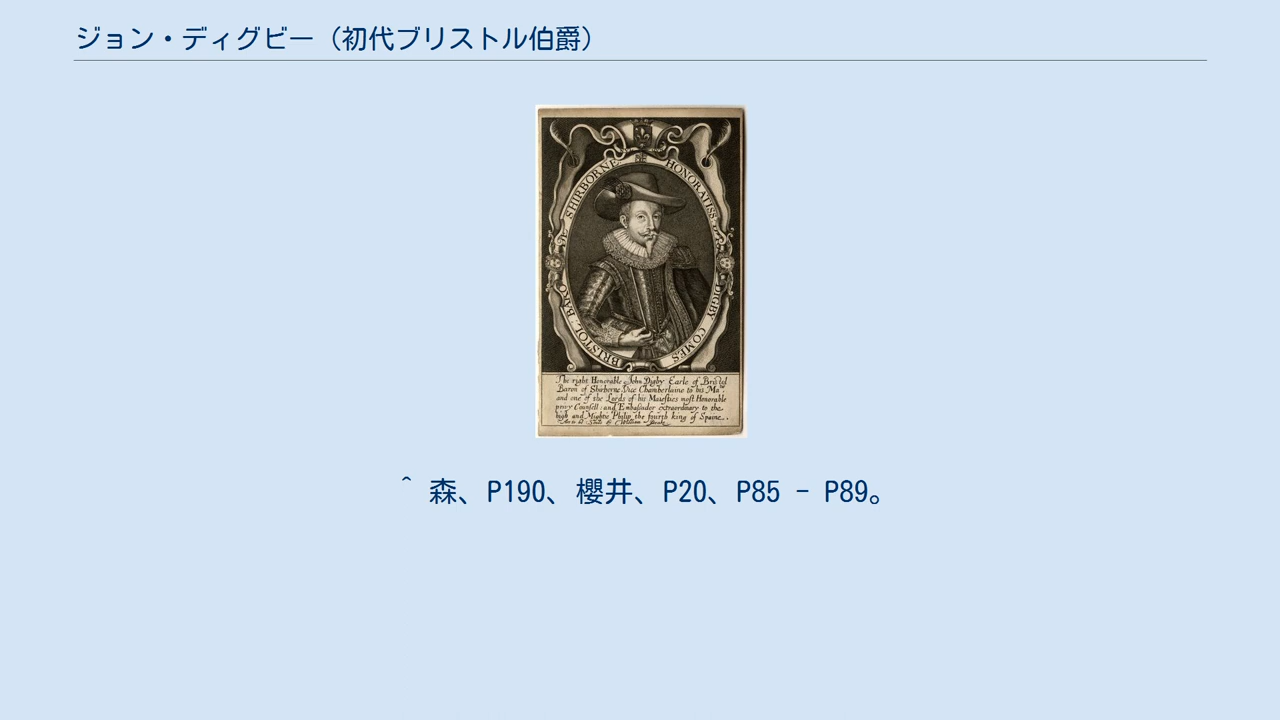 ジョン・ディグビー（初代ブリストル伯爵）
SHIRBORNE. HONORATISS
BRISTOL BARO
DIGBY COMES
The right Honorable John Digby Earle of Bristol
Baron of Shirborne Vice Chamberlaine to his Ma
and one of the Lords of his Maiesties most Honorable
privy Counsell: and Embassador extraordinary to the
high and Mightie Philip the fourth king of Spaine.
^ 森、P190、櫻井、P20、P85 - P89。